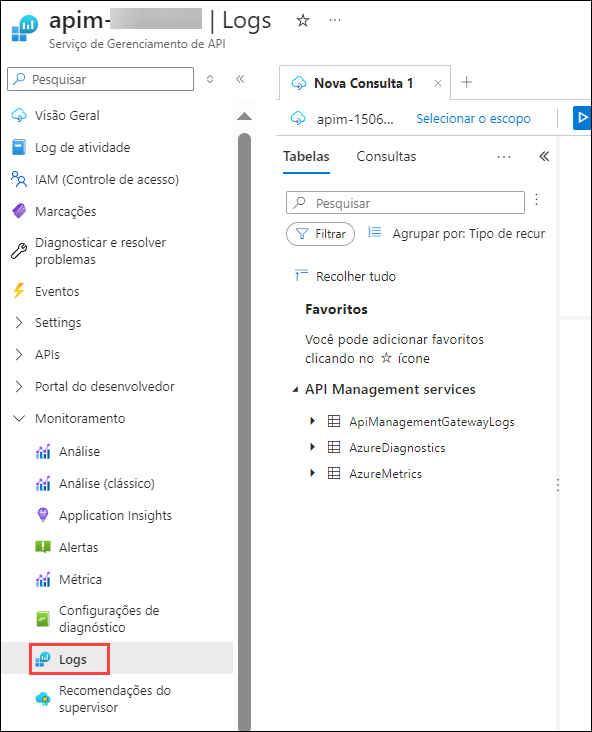 apim- | Logs
Serviço de Gerenciamento de API
Pesquisar
Visão Geral
Log de atividade
IAM (Controle de acesso)
Marcações
Diagnosticar e resolver
problemas
Eventos
Settings
APIs
Portal do desenvolvedor
Monitoramento
Análise
Análise (clássico)
Application Insights
Alertas
Métrica
Configurações de
diagnóstico
Logs
Recomendações do
supervisor
Nova Consulta 1
apim-1506... Selecionar o escopo
Tabelas Consultas
Pesquisar
Filtrar Agrupar por: Tipo de recur
Recolher tudo
Favoritos
Você pode adicionar favoritos
clicando no ☆ ícone
API Management services
ApiManagementGatewayLogs
AzureDiagnostics
AzureMetrics